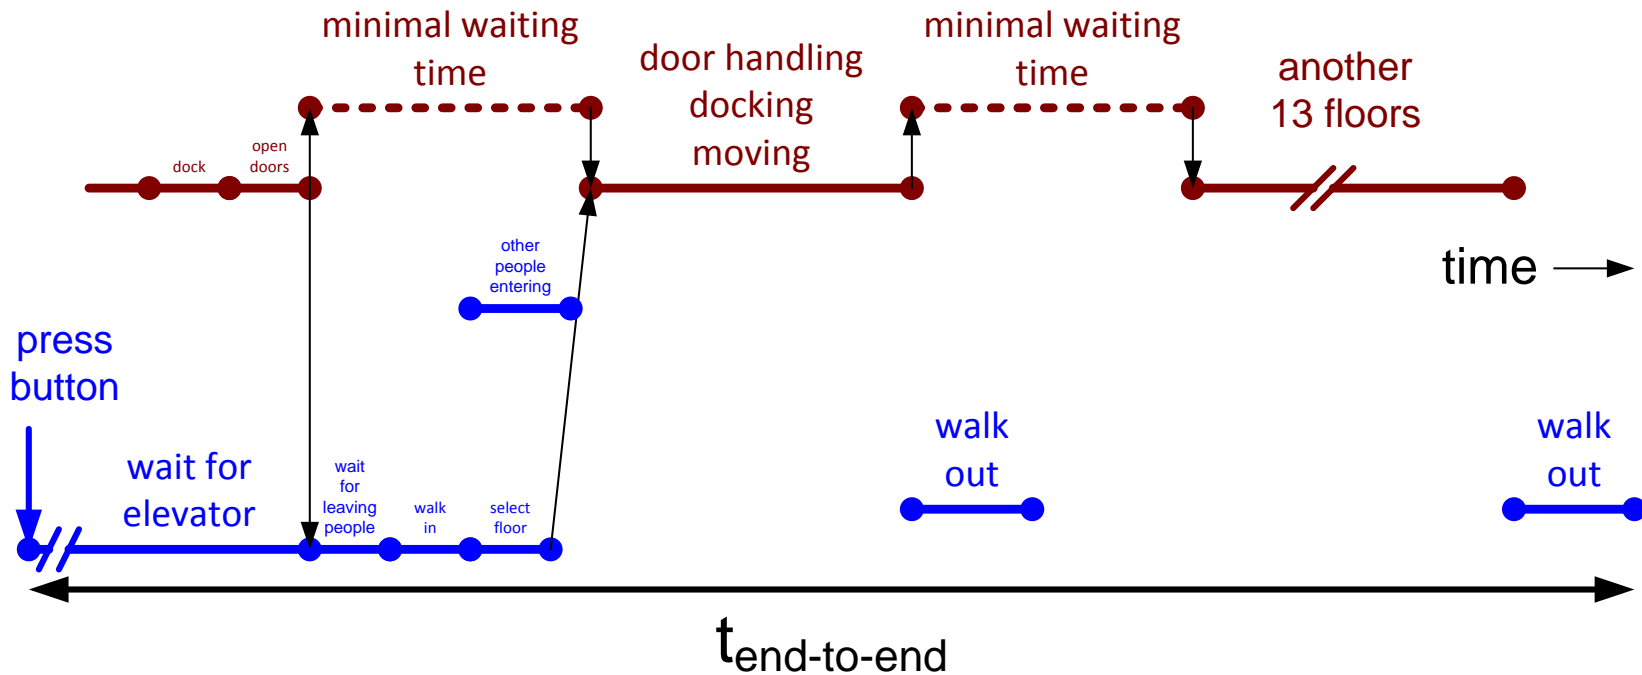 minimal waiting
time
door handling
docking
moving
minimal waiting
time
another
13 floors
dock
open
doors
other
people
entering
time
press
button
wait for
elevator
wait
for
leaving
people
walk
in
select
floor
walk
out
walk
out
tend-to-end